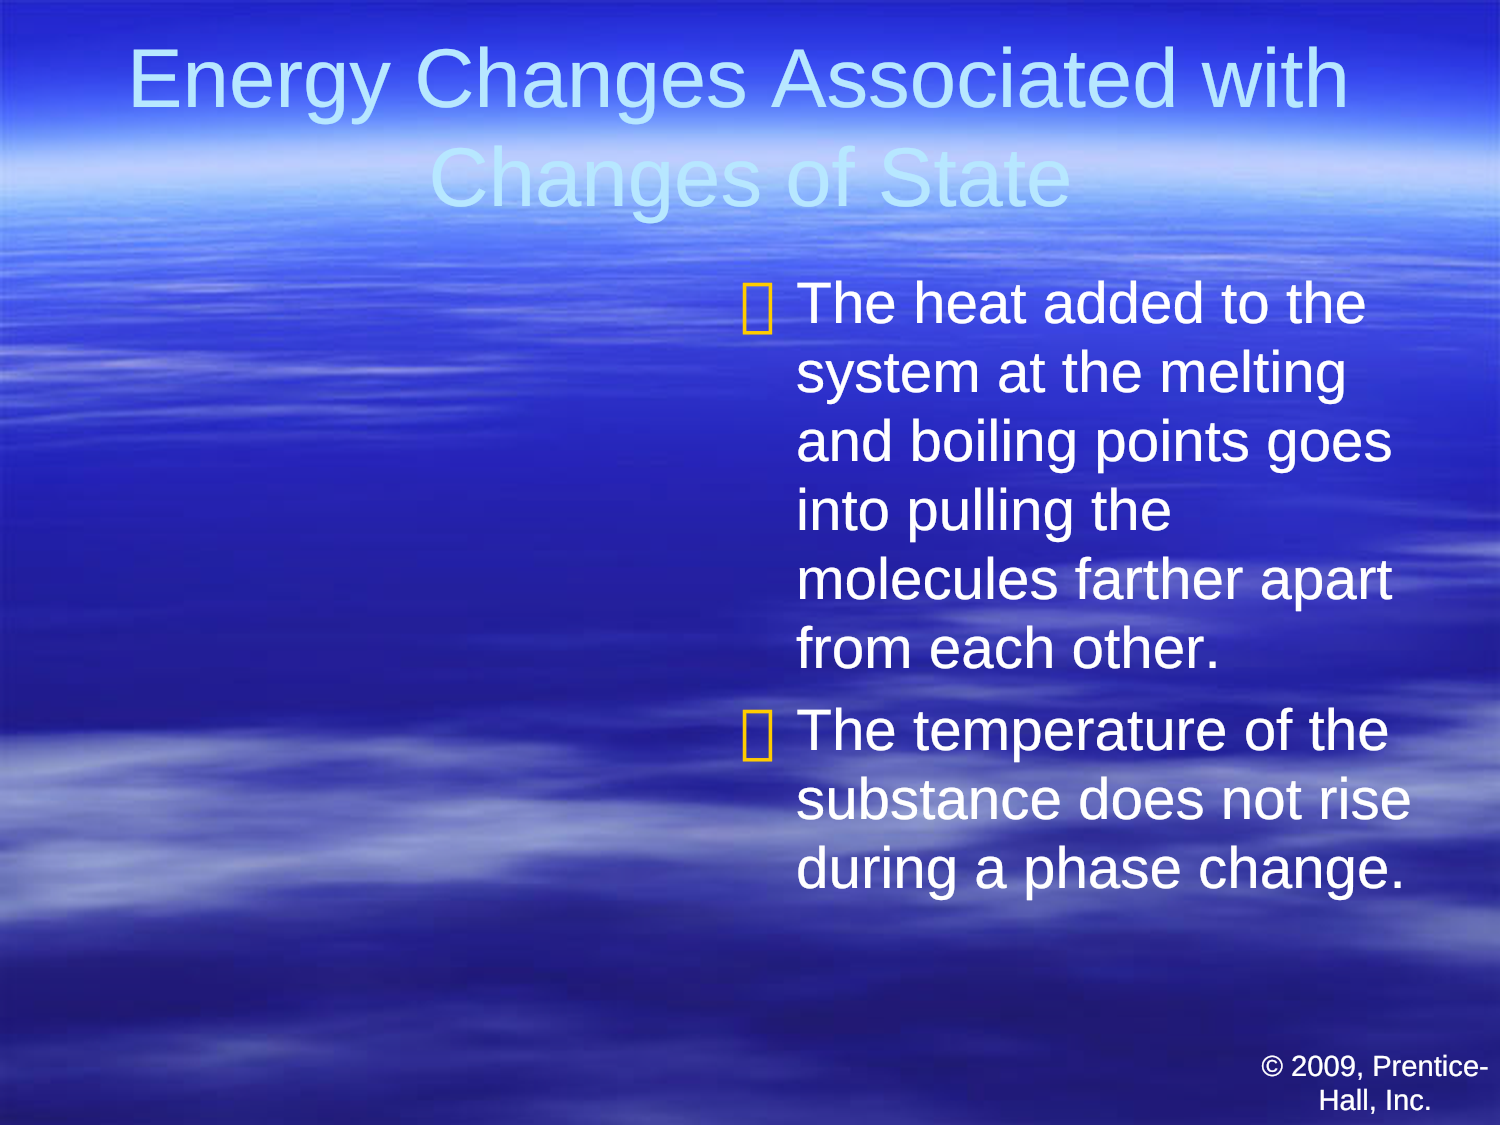 Energy Changes Associated with
Changes of State
The heat added to the
system at the melting
and boiling points goes
into pulling the
molecules farther apart
from each other.
The temperature of the
substance does not rise
during a phase change.
© 2009, Prentice-
Hall, Inc.